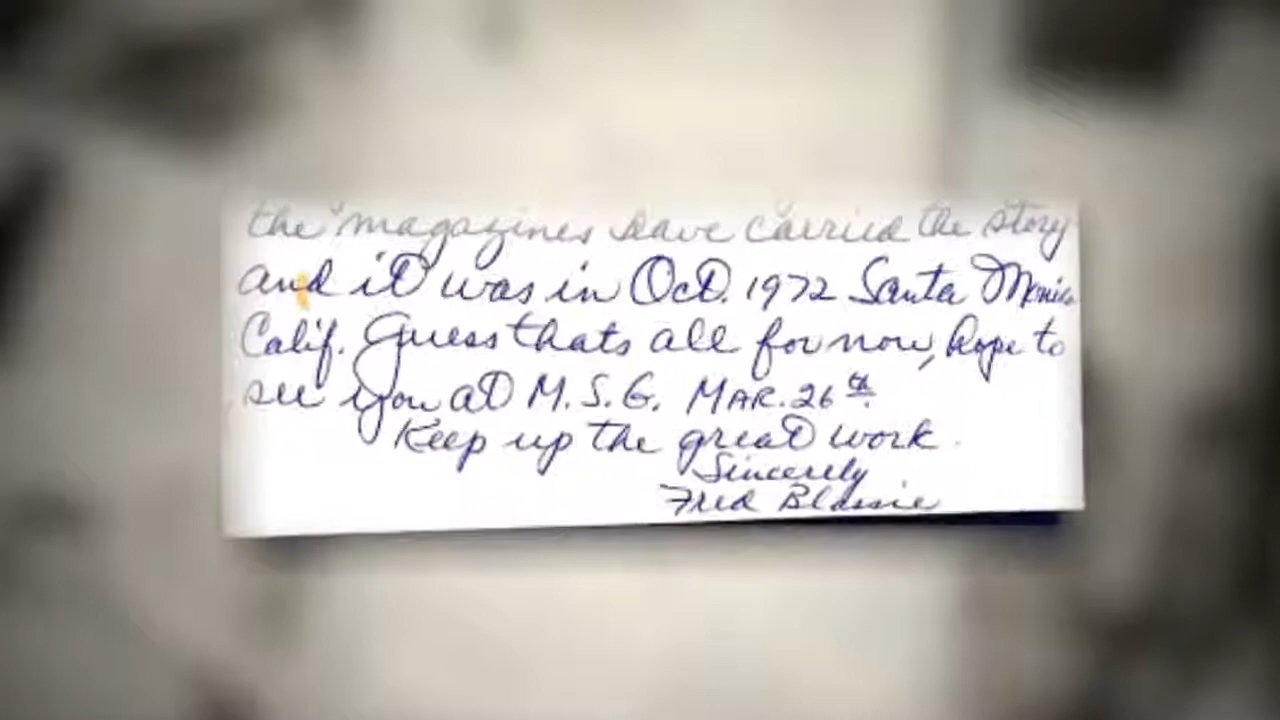 the magazines have carried the story
and it was in Oct. 1972 Santa Monica
Calif. Guess thats all for now, hope to
see you at M.S.G. MAR. 26th.
Keep up the great work.
Sincerely
Fred Blassie